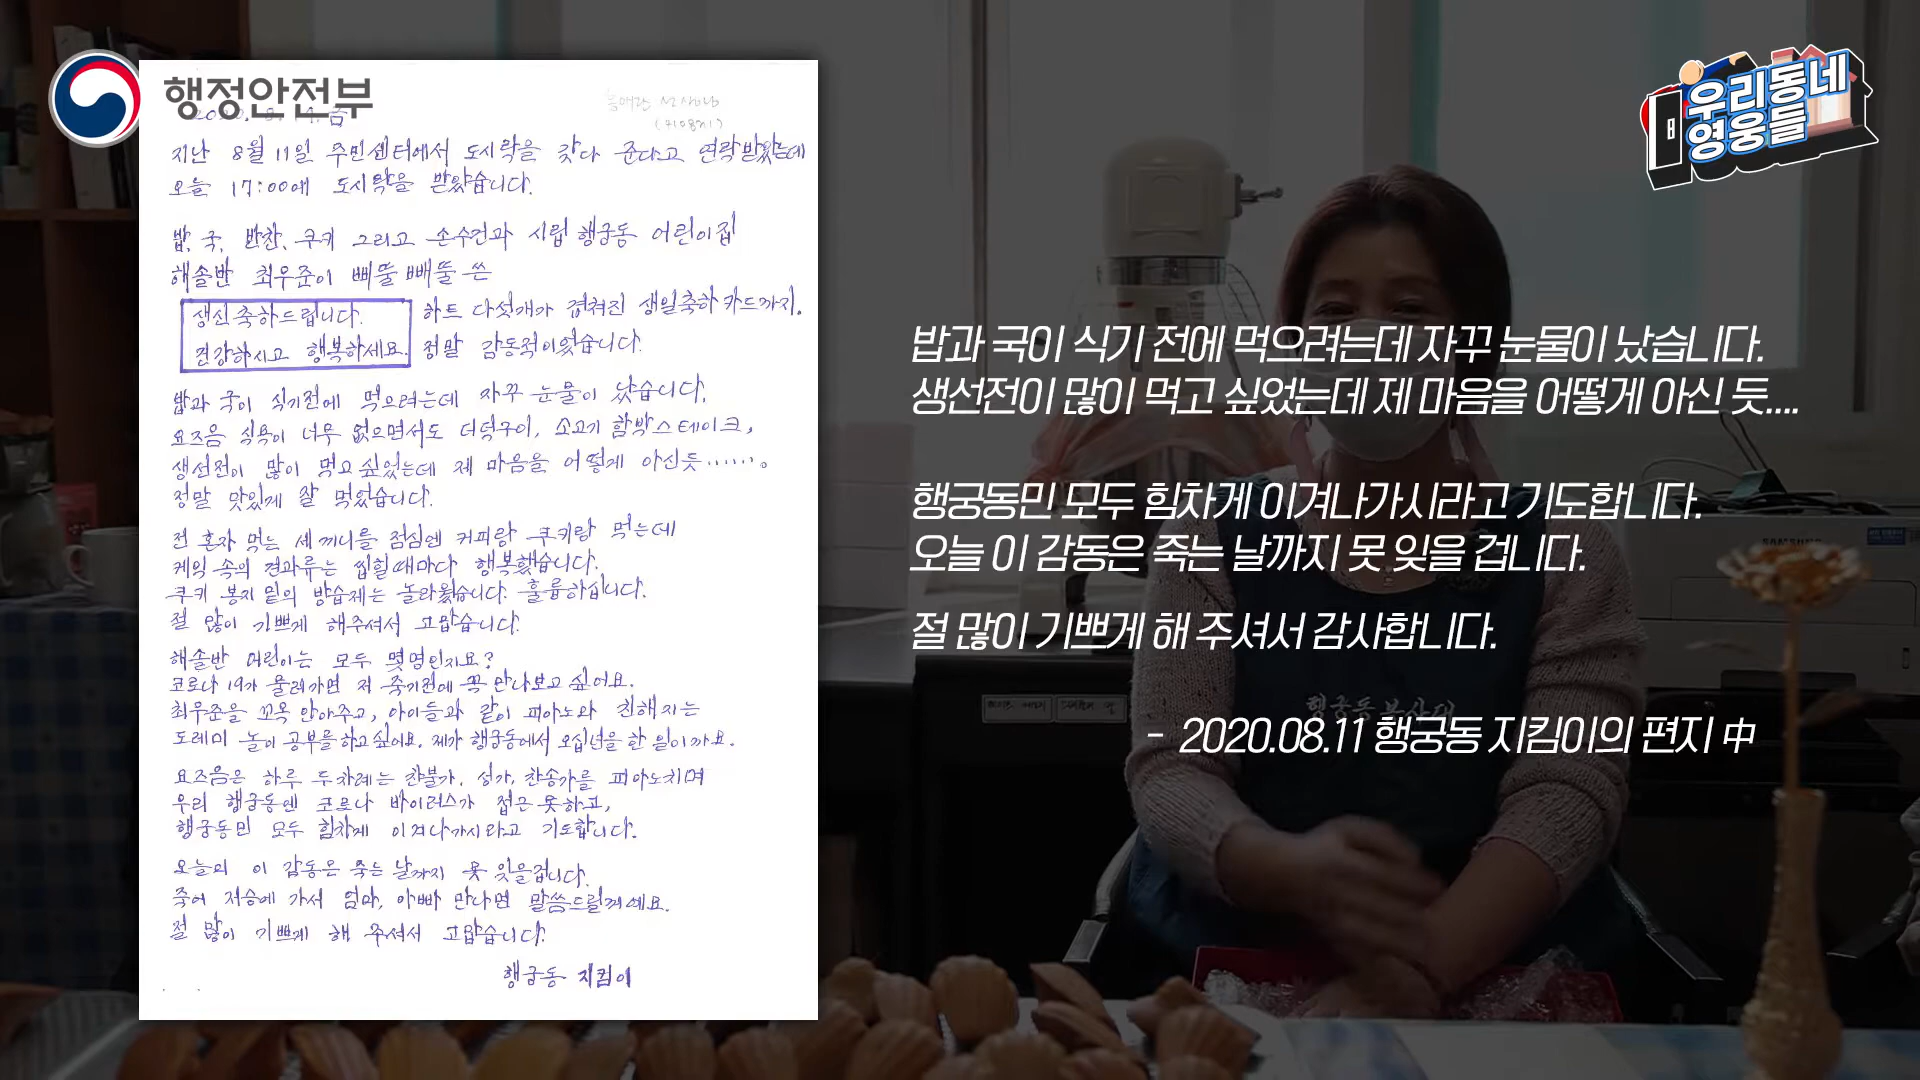 행정안전부
우리동네
영웅들
지난 8월 11일 주민센터에서 도시락을 갖다 준다고 연락받았는데
오늘 17:00에 도시락을 받았습니다.
밥, 국, 반찬, 쿠키 그리고 손수건과 시립 행궁동 어린이집
해솔반 최우준이 삐뚤빼뚤 쓴
생신축하드립니다. 하트 다섯개가 겹쳐진 생일축하 카드까지.
건강하시고 행복하세요. 정말 감동적이었습니다.
밥과 국이 식기전에 먹으려는데 자꾸 눈물이 났습니다.
요즈음 식욕이 너무 없으면서도 더덕구이, 소고기 함박스테이크,
생선전이 많이 먹고 싶었는데 제 마음을 어떻게 아신듯.......
정말 맛있게 잘 먹었습니다.
전 혼자 먹는 세끼니를 점심엔 커피랑 쿠키랑 먹는데
케익 속의 견과류는 씹힐때마다 행복했습니다.
쿠키 봉지 밑의 방습제는 놀라웠습니다. 훌륭하십니다.
절 많이 기쁘게 해주셔서 고맙습니다.
해솔반 어린이는 모두 몇명인지요?
코로나 19가 물러가면 저 죽기전에 꼭 만나보고 싶어요.
최우준을 꼬옥 안아주고, 아이들과 같이 피아노와 친해지는
도레미 놀이 공부를 하고 싶어요. 제가 행궁동에서 오십년을 한 일이까요.
요즈음은 하루 두차례는 찬불가, 성가, 찬송가를 피아노치며
우리 행궁동엔 코로나 바이러스가 접근 못하고,
행궁동민 모두 힘차게 이겨나가시라고 기도합니다.
오늘의 이 감동은 죽는 날까지 못 잊을겁니다.
죽어 저승에 가서 엄마, 아빠 만나면 말씀드릴거예요.
절 많이 기쁘게 해 주셔서 고맙습니다.
행궁동 지킴이
밥과 국이 식기 전에 먹으려는데 자꾸 눈물이 났습니다.
생선전이 많이 먹고 싶었는데 제 마음을 어떻게 아신 듯....
행궁동민 모두 힘차게 이겨나가시라고 기도합니다.
오늘 이 감동은 죽는 날까지 못 잊을 겁니다.
절 많이 기쁘게 해 주셔서 감사합니다.
- 2020.08.11 행궁동 지킴이의 편지 中
행궁동 봉사대
SAMSUNG